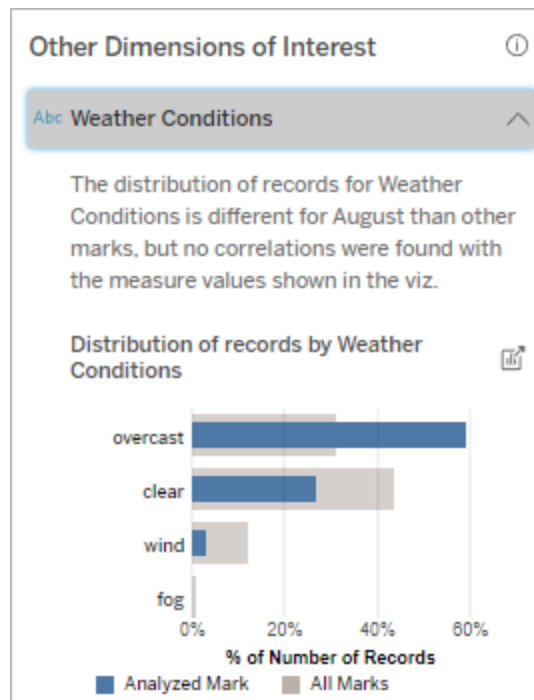 Other Dimensions of Interest
Abc Weather Conditions
The distribution of records for Weather
Conditions is different for August than other
marks, but no correlations were found with
the measure values shown in the viz.
Distribution of records by Weather
Conditions
overcast
clear
wind
fog
0% 20% 40% 60%
% of Number of Records
Analyzed Mark All Marks